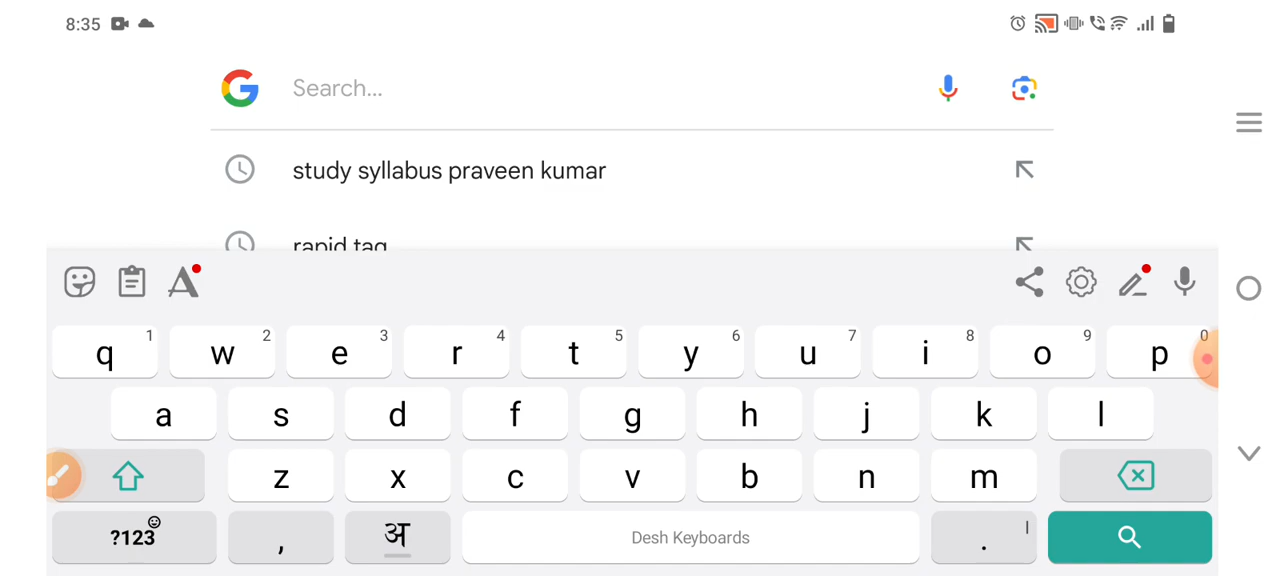 8:35
Search...
study syllabus praveen kumar
rapid tag
q 1 w 2 e 3 r 4 t 5 y 6 u 7 i 8 o 9 p 0
a s d f g h j k l
z x c v b n m
?123 , अ Desh Keyboards . |